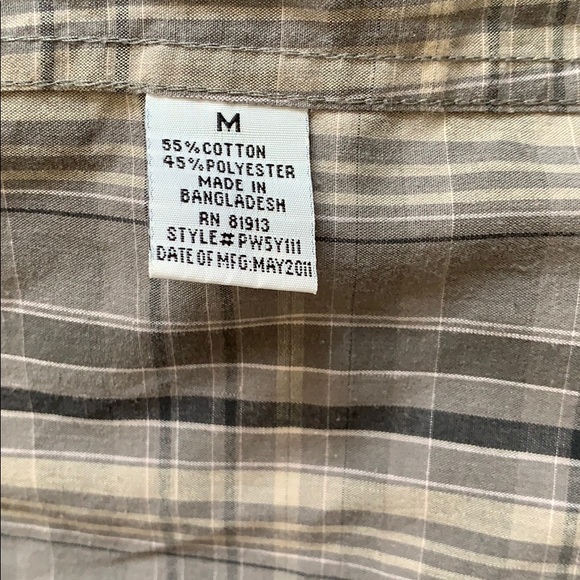 M
55%COTTON
45%POLYESTER
MADE IN
BANGLADESH
RN 81913
STYLE#PW5Y111
DATE OF MFG:MAY2011